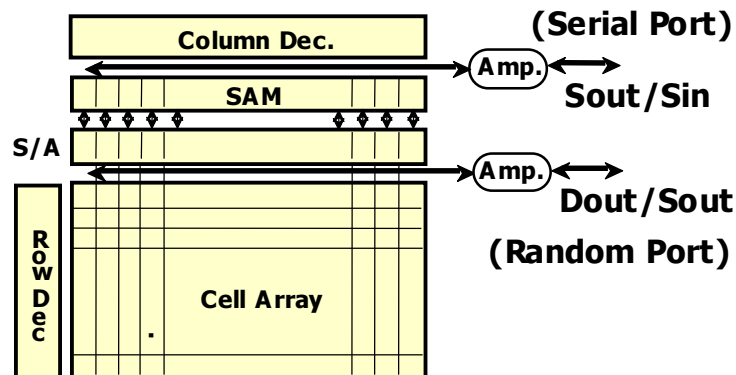 (Serial Port)
Column Dec.
Amp.
SAM
Sout/Sin
S/A
Amp.
Dout/Sout
(Random Port)
Row Dec
Cell Array